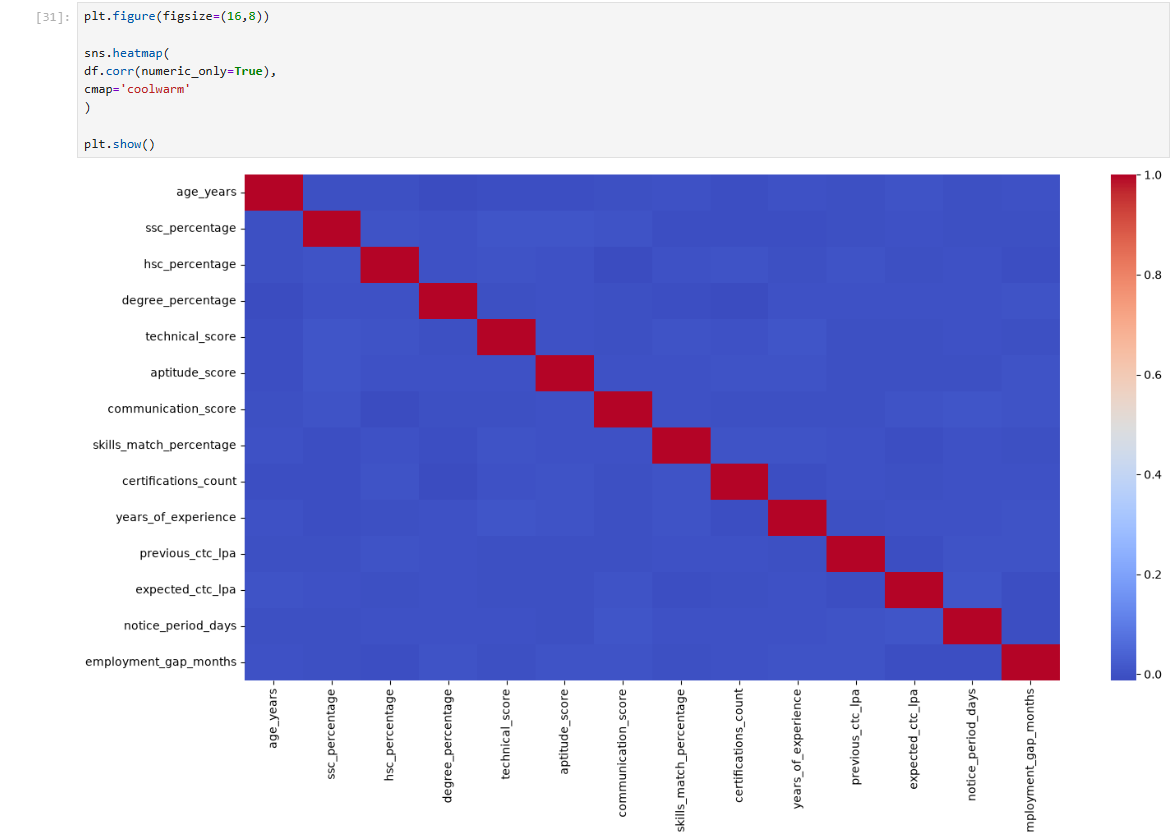 [31]:
plt.figure(figsize=(16,8))
sns.heatmap(
df.corr(numeric_only=True),
cmap='coolwarm'
)
plt.show()
age_years
ssc_percentage
hsc_percentage
degree_percentage
technical_score
aptitude_score
communication_score
skills_match_percentage
certifications_count
years_of_experience
previous_ctc_lpa
expected_ctc_lpa
notice_period_days
employment_gap_months
age_years
ssc_percentage
hsc_percentage
degree_percentage
technical_score
aptitude_score
communication_score
skills_match_percentage
certifications_count
years_of_experience
previous_ctc_lpa
expected_ctc_lpa
notice_period_days
mployment_gap_months
1.0
0.8
0.6
0.4
0.2
0.0